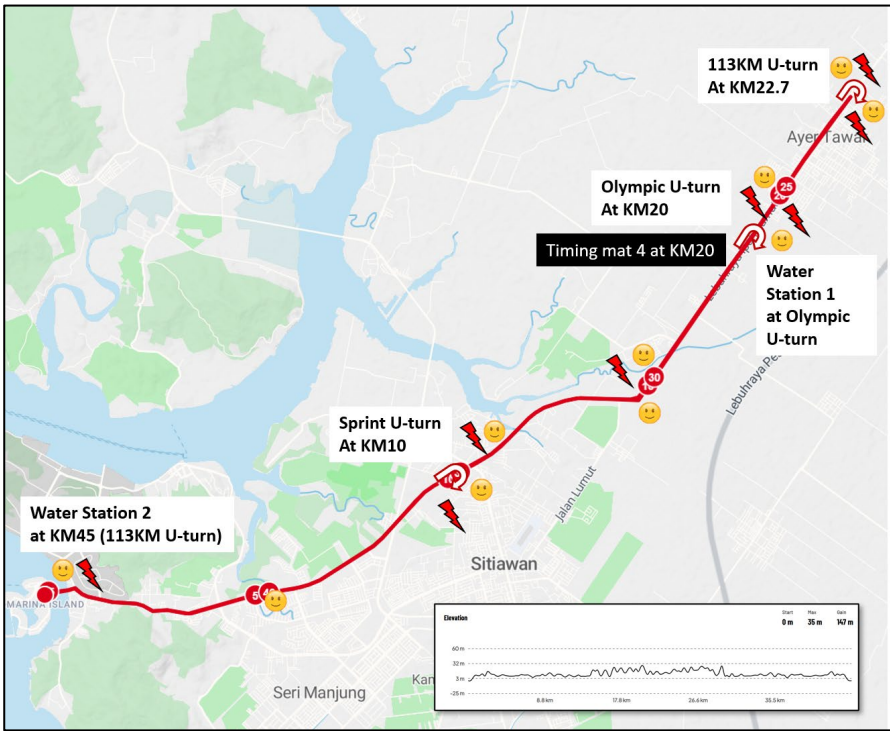 113KM U-turn
At KM22.7
Ayer Tawar
Olympic U-turn
At KM20
25
Timing mat 4 at KM20
Water
Station 1
at Olympic
U-turn
30
Sprint U-turn
At KM10
Jalan Lumut
Water Station 2
at KM45 (113KM U-turn)
Sitiawan
MARINA ISLAND
5
Seri Manjung
Elevation
Start
Max
Gain
0 m
35 m
147 m
60 m
32 m
3 m
-25 m
8.8 km
17.8 km
26.6 km
35.5 km